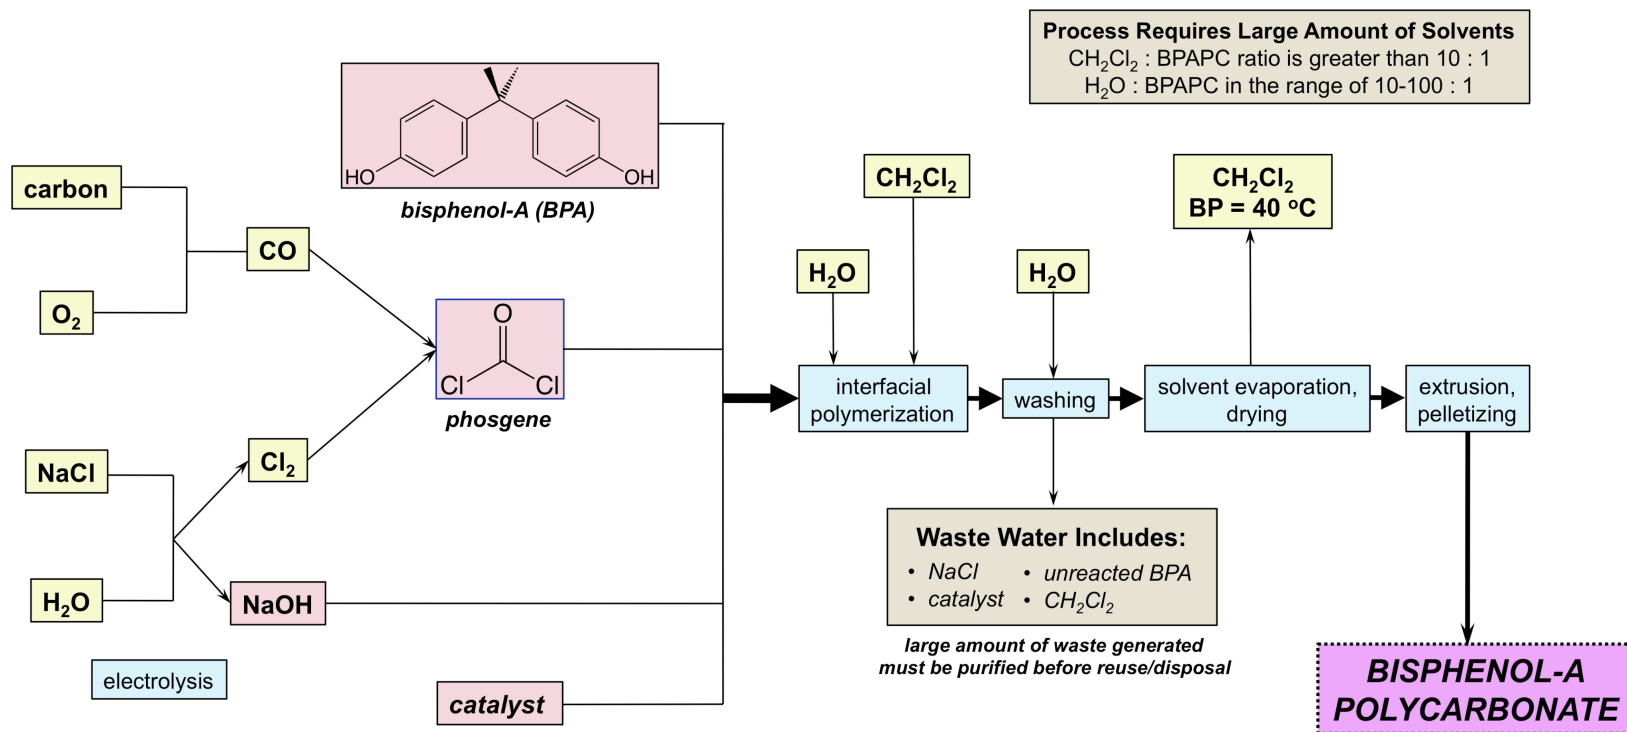 Process Requires Large Amount of Solvents
CH₂Cl₂ : BPAPC ratio is greater than 10 : 1
H₂O : BPAPC in the range of 10-100 : 1
HO
OH
bisphenol-A (BPA)
carbon
O₂
CO
O
Cl
Cl
phosgene
NaCl
H₂O
Cl₂
NaOH
electrolysis
catalyst
H₂O
CH₂Cl₂
H₂O
CH₂Cl₂
BP = 40 ᵒC
interfacial
polymerization
washing
solvent evaporation,
drying
extrusion,
pelletizing
Waste Water Includes:
• NaCl • unreacted BPA
• catalyst • CH₂Cl₂
large amount of waste generated
must be purified before reuse/disposal
BISPHENOL-A
POLYCARBONATE